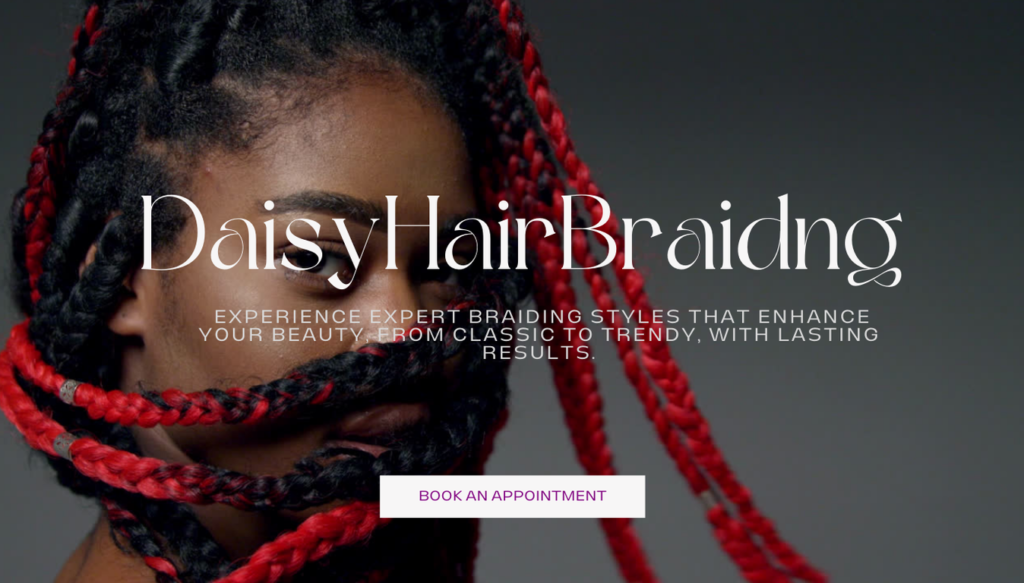 DaisyHairBraidng
EXPERIENCE EXPERT BRAIDING STYLES THAT ENHANCE
YOUR BEAUTY, FROM CLASSIC TO TRENDY, WITH LASTING
RESULTS.
BOOK AN APPOINTMENT